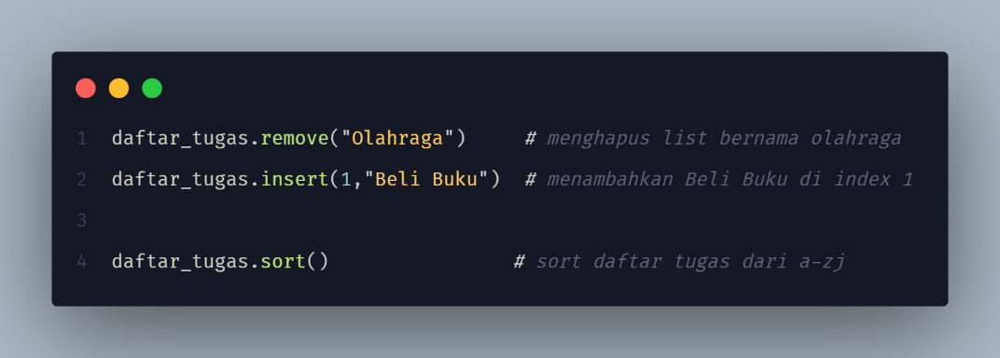 1 daftar_tugas.remove("Olahraga") # menghapus list bernama olahraga
2 daftar_tugas.insert(1,"Beli Buku") # menambahkan Beli Buku di index 1
3
4 daftar_tugas.sort() # sort daftar tugas dari a-zj